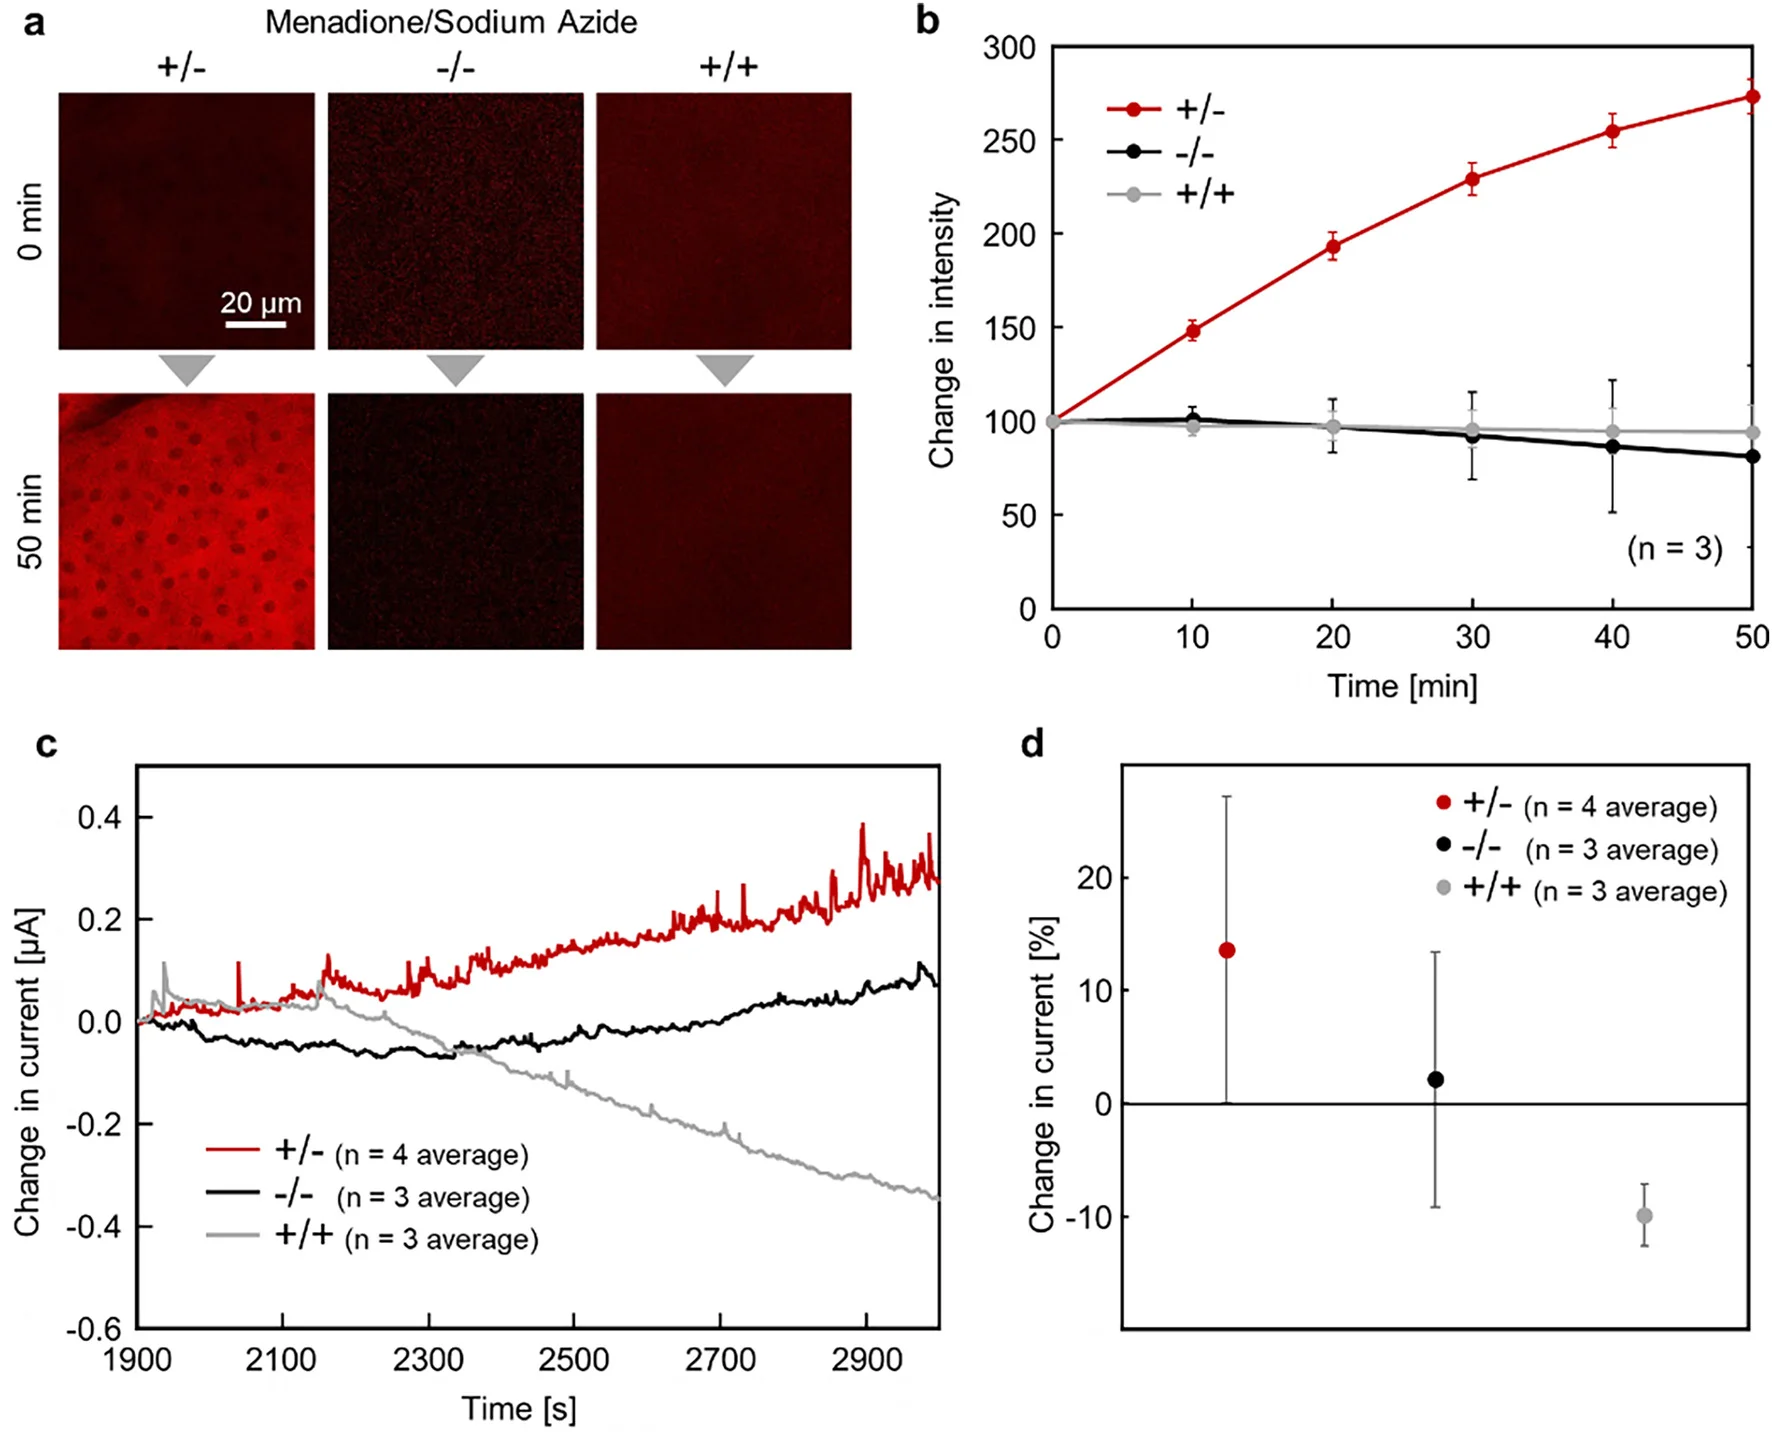 a
Menadione/Sodium Azide
+/- -/- +/+
0 min
20 µm
50 min
b
300
250
200
150
100
50
0
0 10 20 30 40 50
Change in intensity
Time [min]
+/-
-/-
+/+
(n = 3)
c
0.4
0.2
0.0
-0.2
-0.4
-0.6
1900 2100 2300 2500 2700 2900
Change in current [µA]
Time [s]
+/- (n = 4 average)
-/- (n = 3 average)
+/+ (n = 3 average)
d
20
10
0
-10
Change in current [%]
+/- (n = 4 average)
-/- (n = 3 average)
+/+ (n = 3 average)